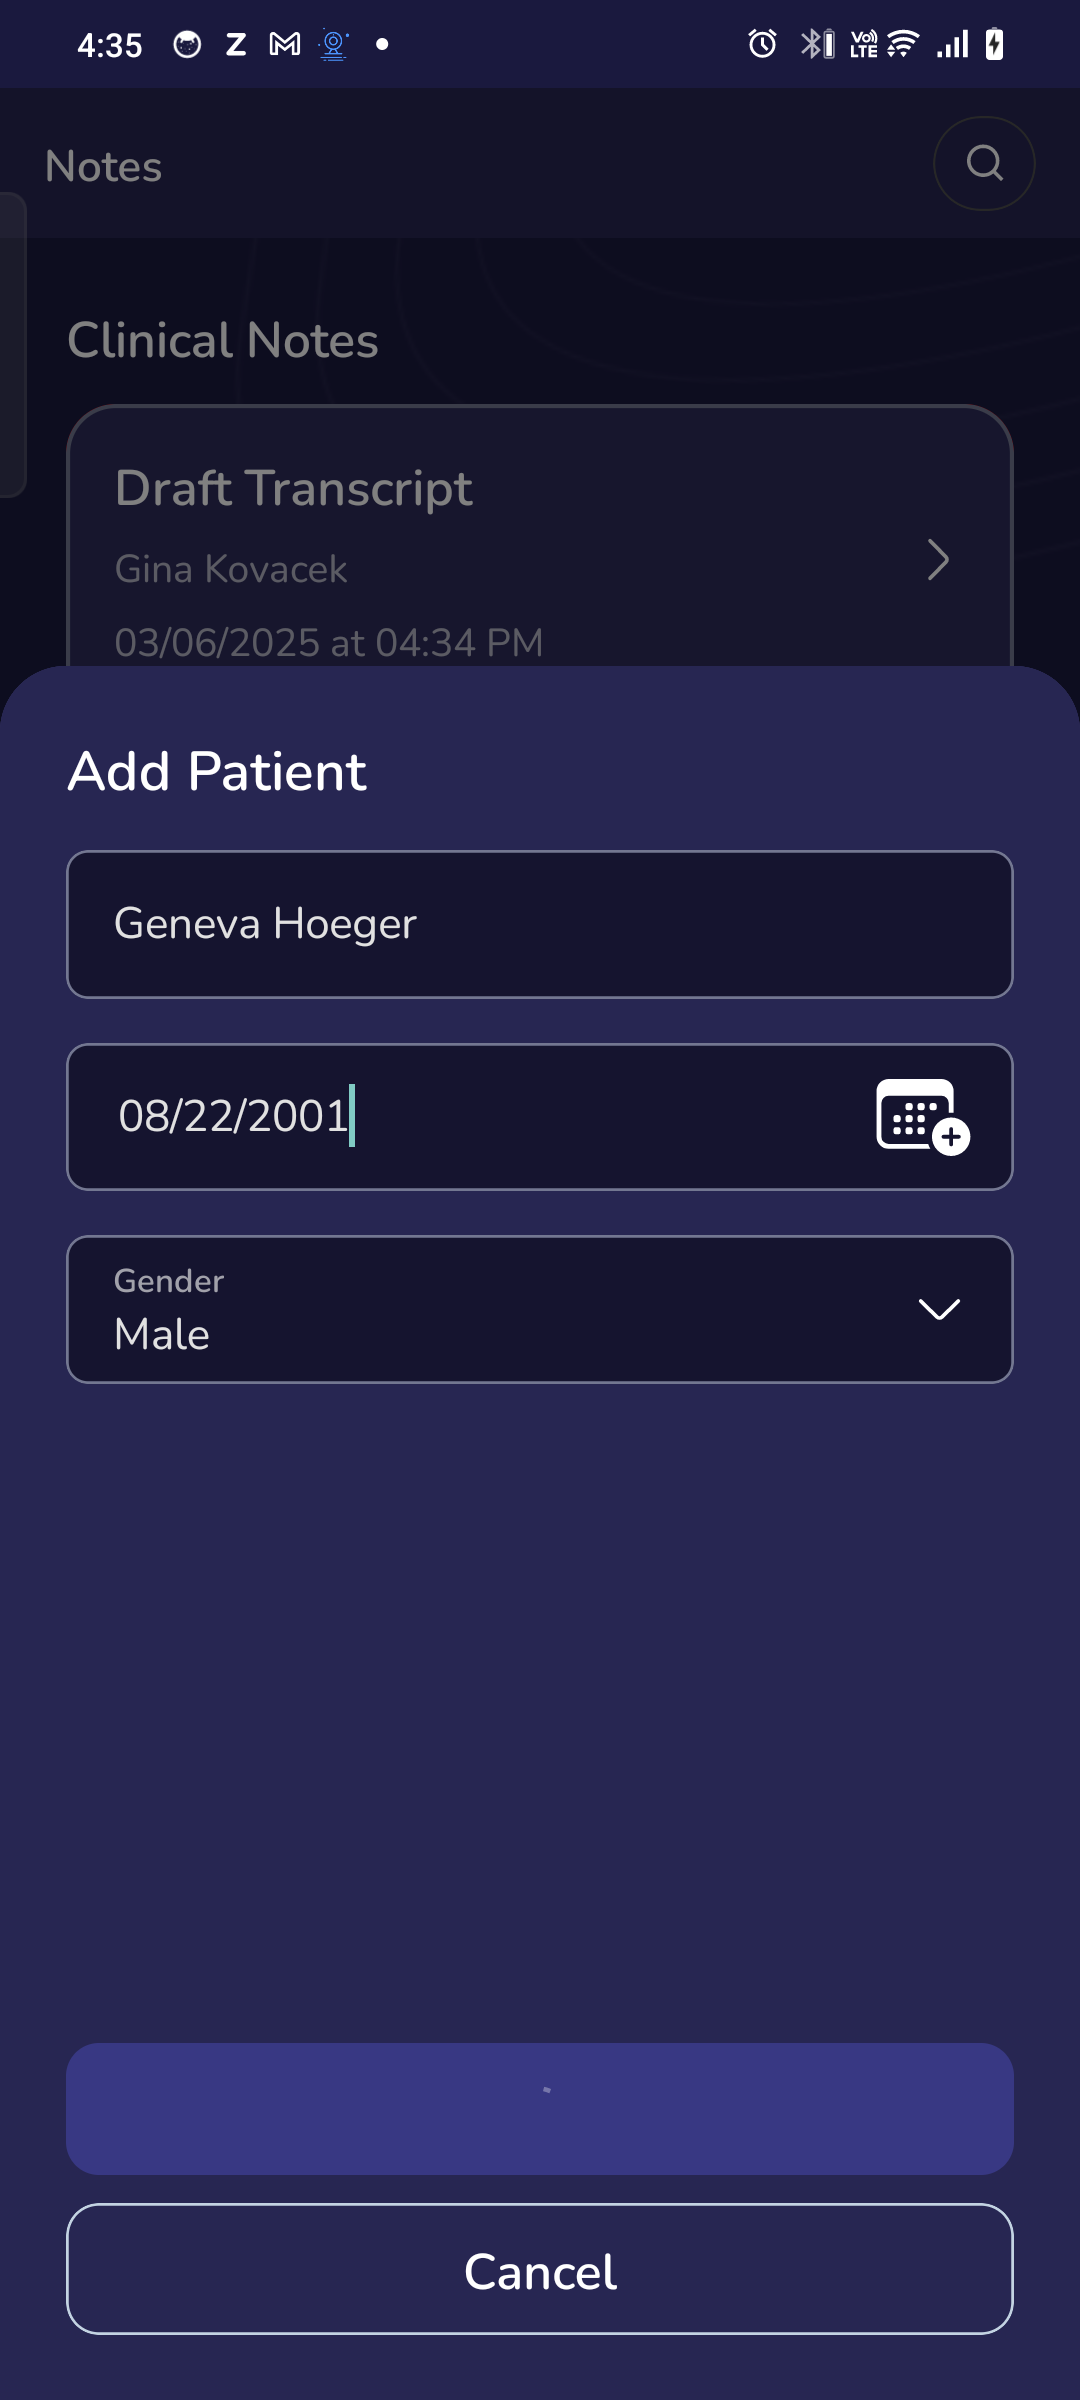 4:35
Notes
Clinical Notes
Draft Transcript
Gina Kovacek
03/06/2025 at 04:34 PM
Add Patient
Geneva Hoeger
08/22/2001
Gender
Male
Cancel